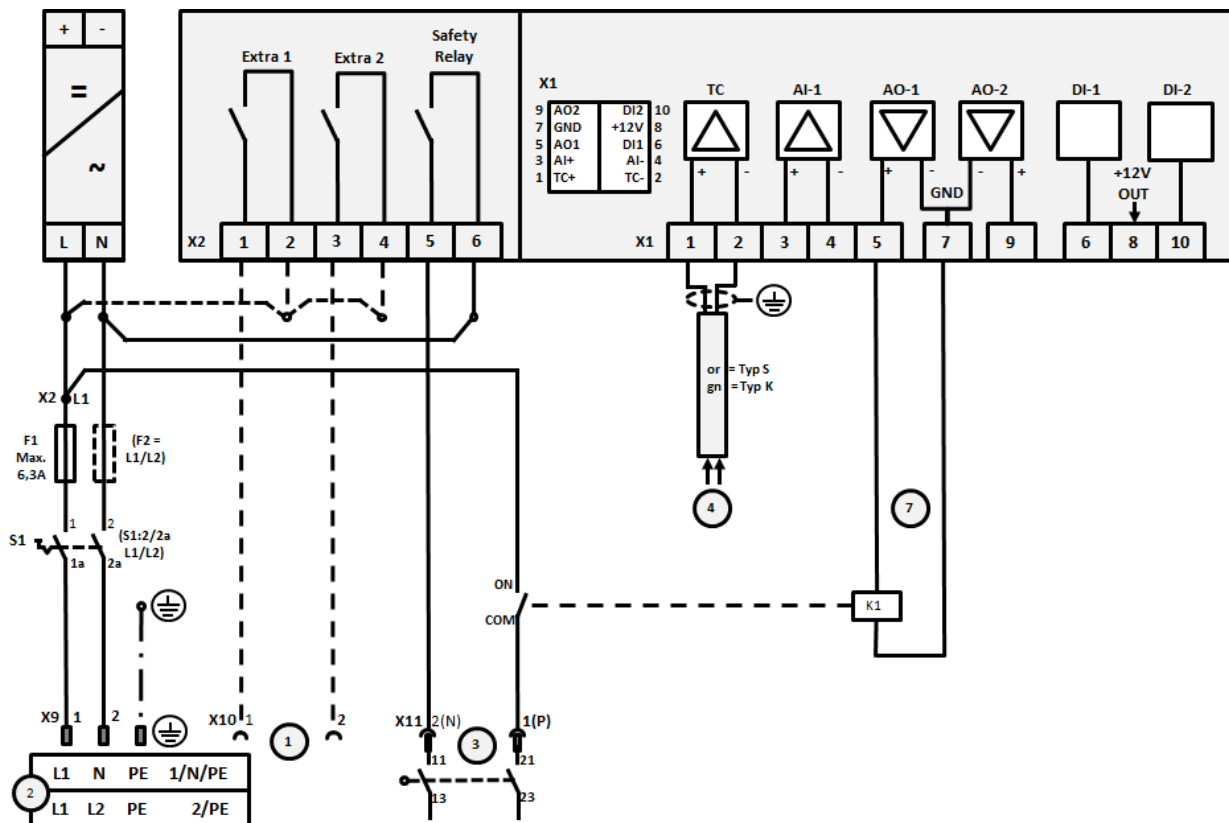 + -
=
~
L N
Extra 1
Extra 2
Safety
Relay
X2 1 2 3 4 5 6
X1
9 AO2 DI2 10
7 GND +12V 8
5 AO1 DI1 6
3 AI+ AI- 4
1 TC+ TC- 2
TC AI-1 AO-1 AO-2 DI-1 DI-2
+ - + - + - - +
GND
+12V
OUT
X1 1 2 3 4 5 7 9 6 8 10
or = Typ S
gn = Typ K
4
7
X2 L1
F1
Max.
6,3A
(F2 =
L1/L2)
S1
1 2
1a 2a
(S1:2/2a
L1/L2)
ON
COM
K1
X9 1 2
X10 1 2
1
X11 2(N) 1(P)
3
11 21
13 23
2
L1 N PE 1/N/PE
L1 L2 PE 2/PE